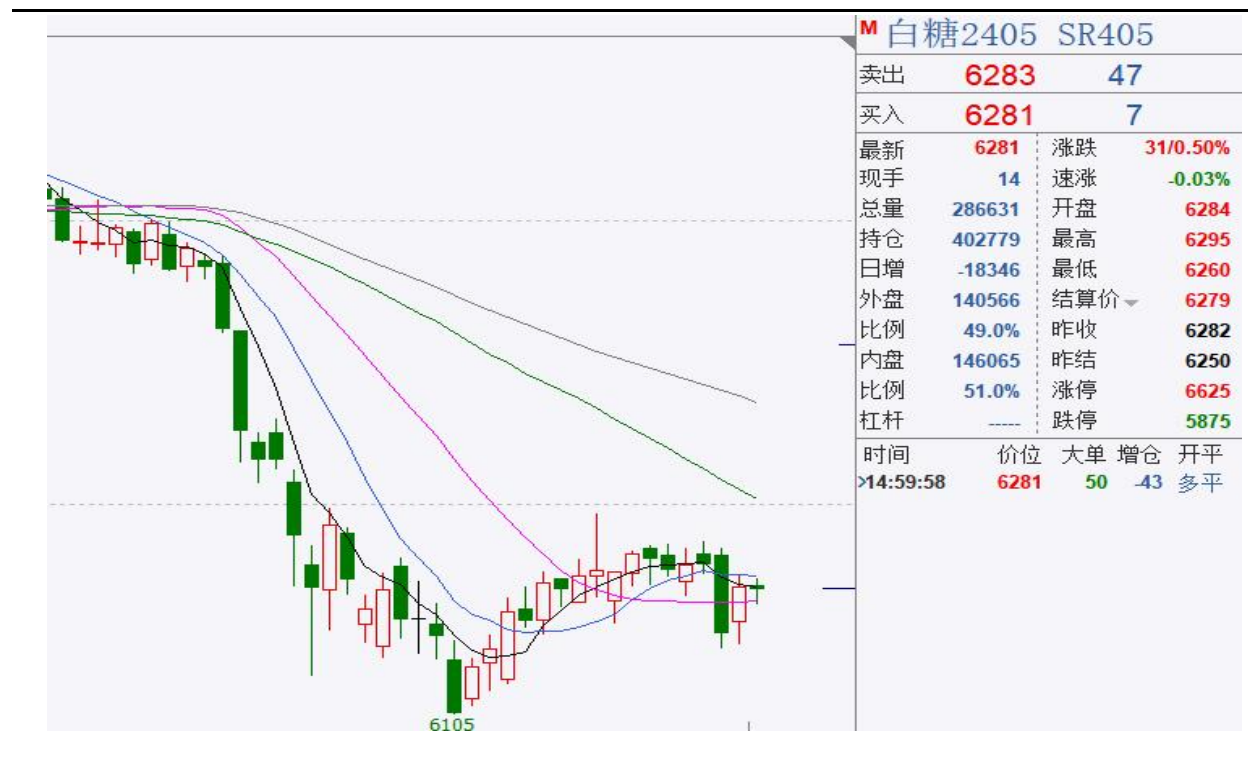 M 白糖2405 SR405
卖出 6283 47
买入 6281 7
最新 6281 涨跌 31/0.50%
现手 14 速涨 -0.03%
总量 286631 开盘 6284
持仓 402779 最高 6295
日增 -18346 最低 6260
外盘 140566 结算价 6279
比例 49.0% 昨收 6282
内盘 146065 昨结 6250
比例 51.0% 涨停 6625
杠杆 ----- 跌停 5875
时间 价位 大单 增仓 开平
>14:59:58 6281 50 -43 多平
6105